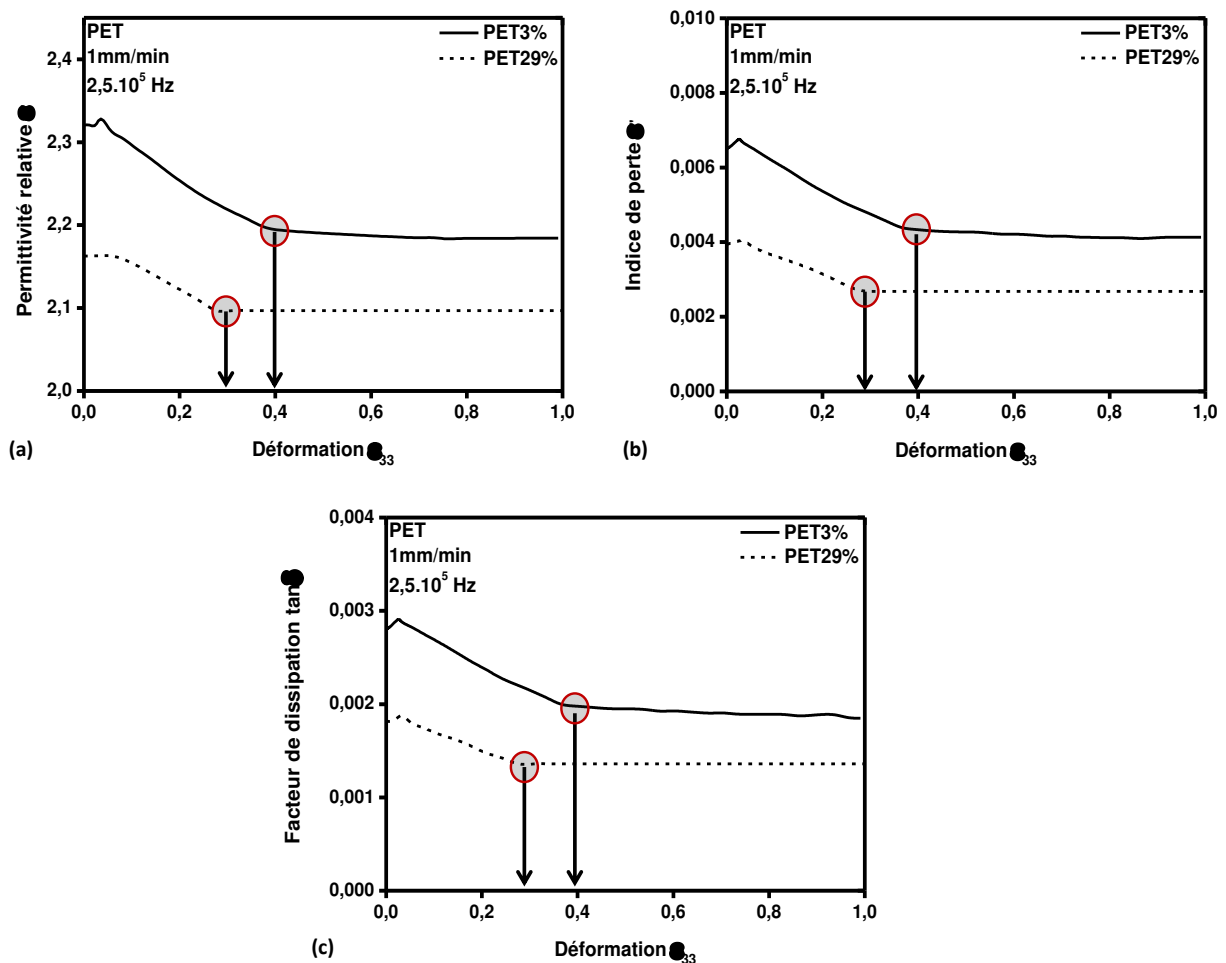 PET
1mm/min
2,5.10⁵ Hz
PET3%
PET29%
2,4
2,3
2,2
2,1
2,0
Permittivité relative
0,0 0,2 0,4 0,6 0,8 1,0
(a)
Déformation 33
PET
1mm/min
2,5.10⁵ Hz
PET3%
PET29%
0,010
0,008
0,006
0,004
0,002
0,000
Indice de perte
0,0 0,2 0,4 0,6 0,8 1,0
(b)
Déformation 33
PET
1mm/min
2,5.10⁵ Hz
PET3%
PET29%
0,004
0,003
0,002
0,001
0,000
Facteur de dissipation tan
0,0 0,2 0,4 0,6 0,8 1,0
(c)
Déformation 33